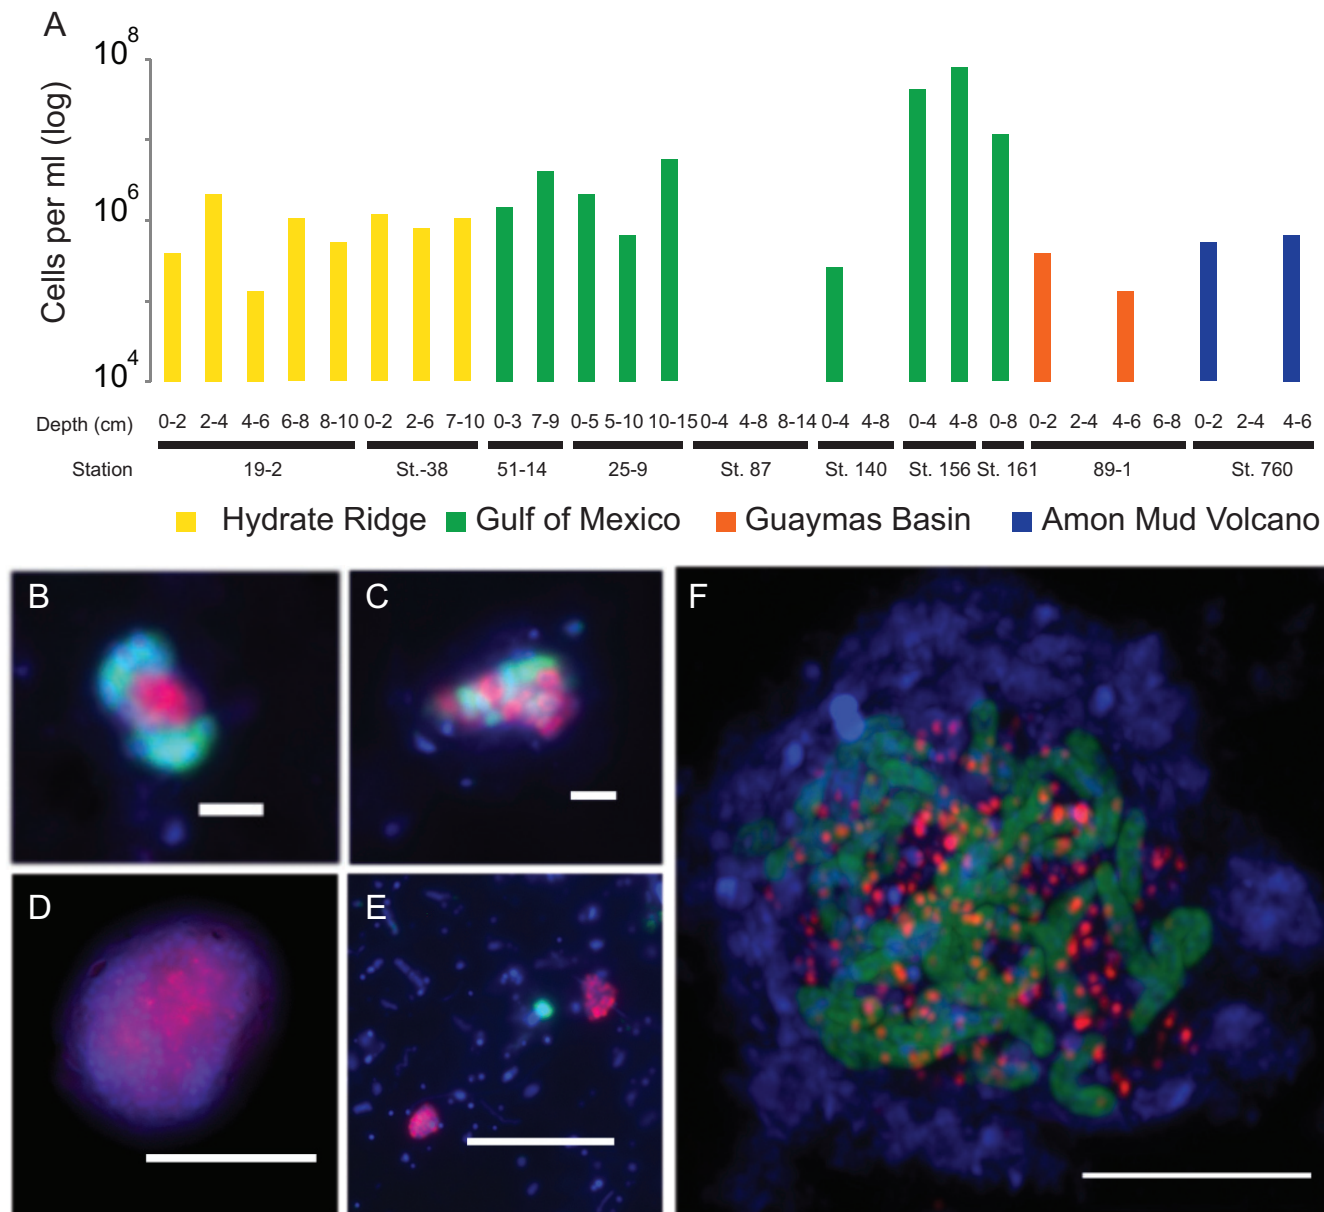 A
10^8
10^6
10^4
Cells per ml (log)
Depth (cm) 0-2 2-4 4-6 6-8 8-10 0-2 2-6 7-10 0-3 7-9 0-5 5-10 10-15 0-4 4-8 8-14 0-4 4-8 0-4 4-8 0-8 0-2 2-4 4-6 6-8 0-2 2-4 4-6
Station 19-2 St.-38 51-14 25-9 St. 87 St. 140 St. 156 St. 161 89-1 St. 760
Hydrate Ridge Gulf of Mexico Guaymas Basin Amon Mud Volcano
B
C
F
D
E